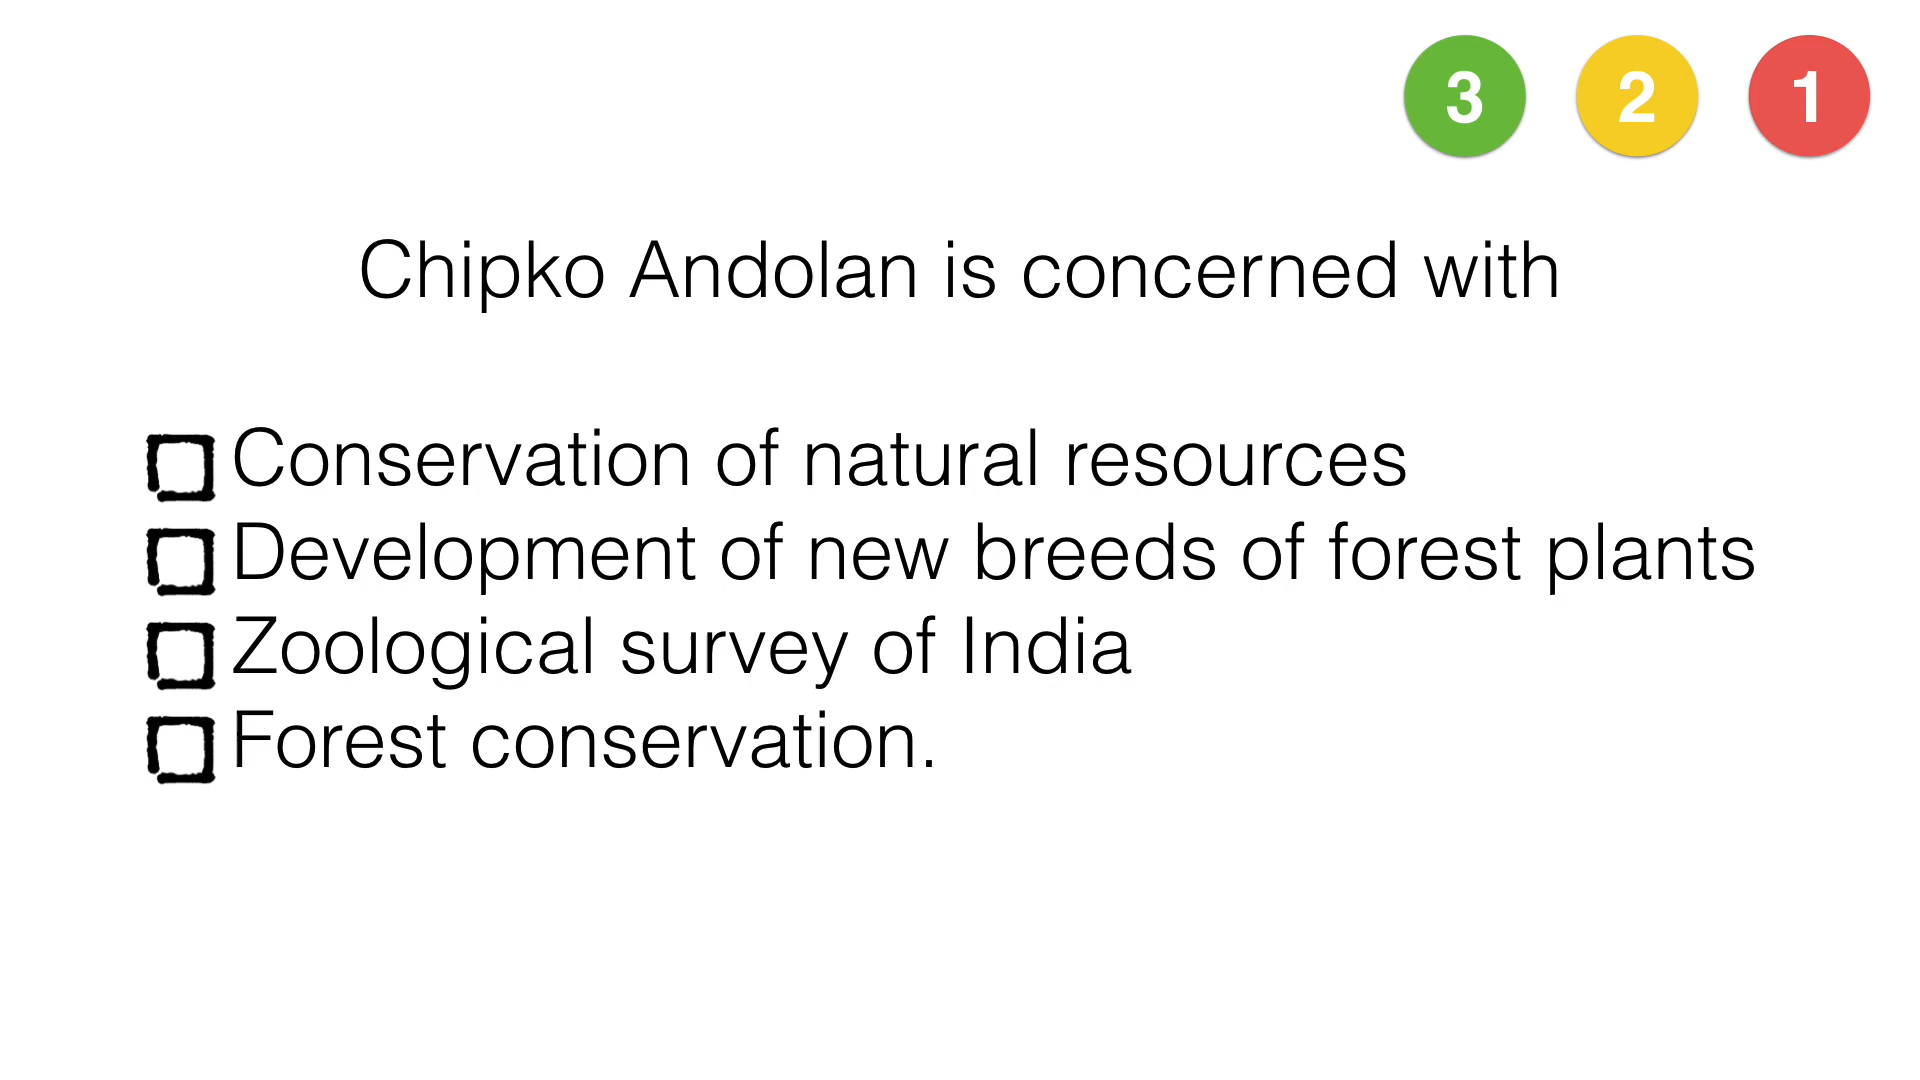 3 2 1
Chipko Andolan is concerned with
Conservation of natural resources
Development of new breeds of forest plants
Zoological survey of India
Forest conservation.